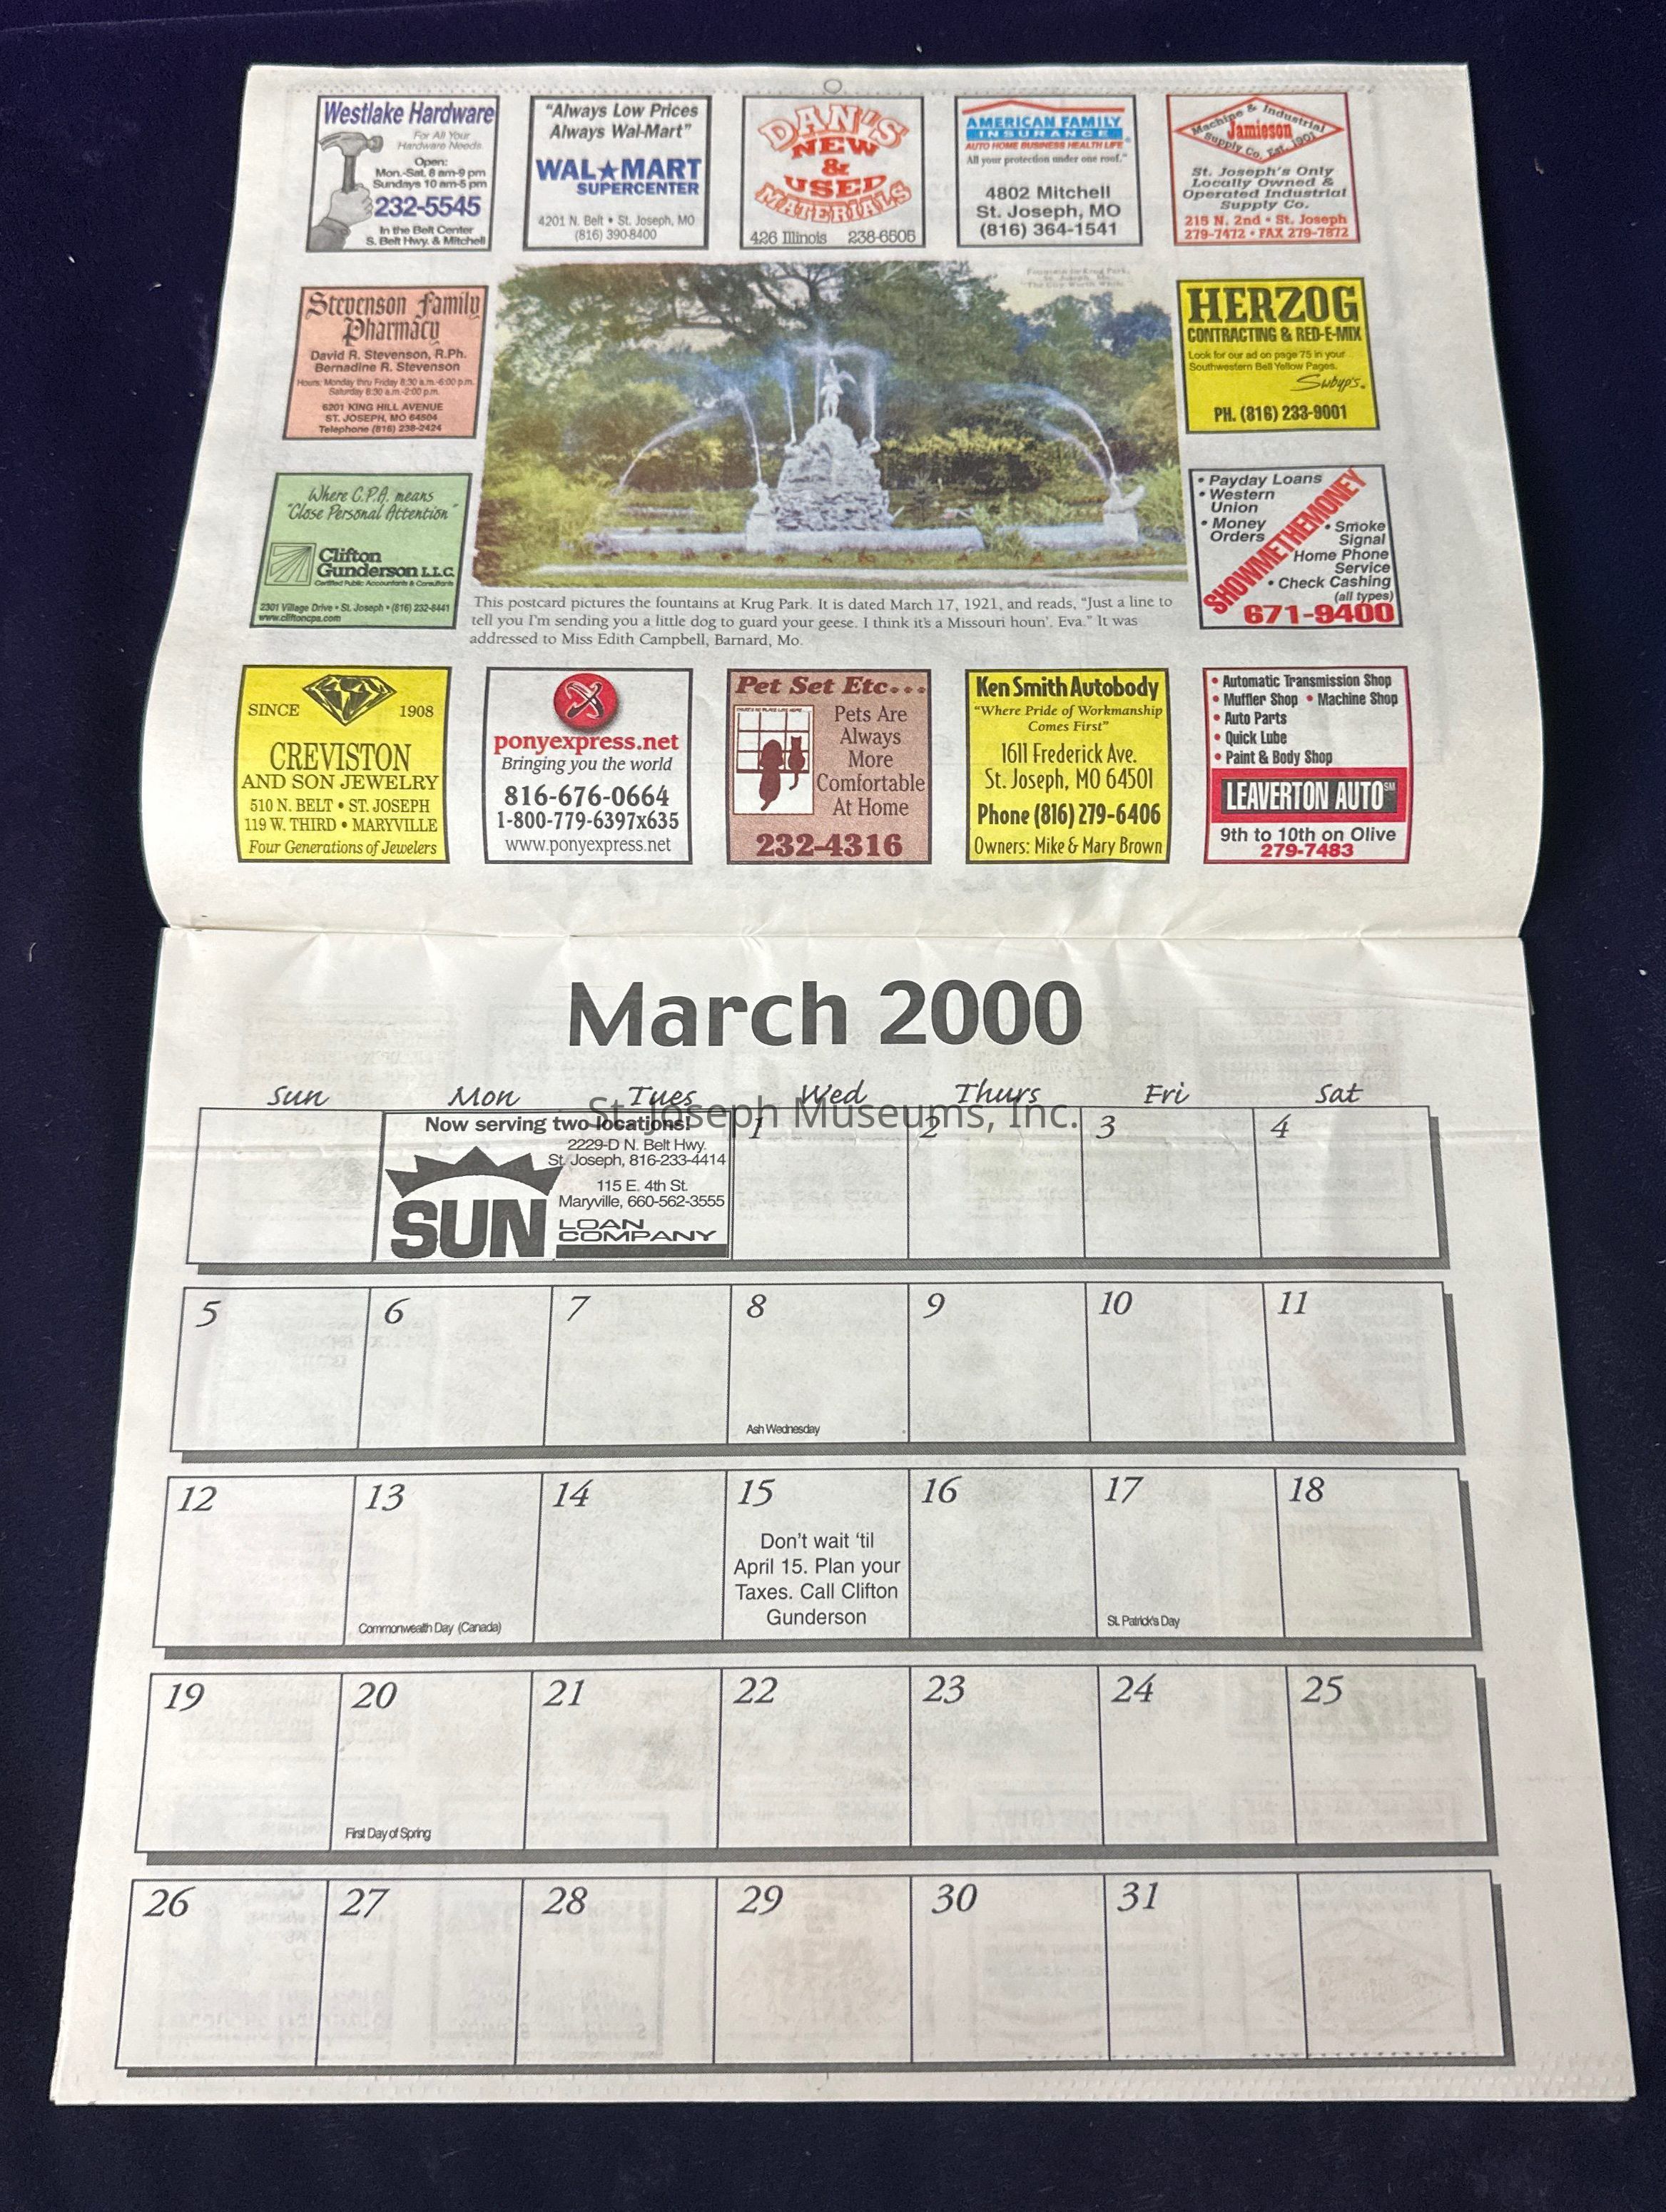 Westlake Hardware
For All Your
Hardware Needs
Open:
Mon.-Sat. 8 am-9 pm
Sundays 10 am-5 pm
232-5545
In the Belt Center
S. Belt Hwy. & Mitchell
"Always Low Prices
Always Wal-Mart"
WAL★MART
SUPERCENTER
4201 N. Belt • St. Joseph, MO
(816) 390-8400
DAN'S
NEW
&
USED
MATERIALS
426 Illinois 238-6505
AMERICAN FAMILY
INSURANCE
AUTO HOME BUSINESS HEALTH LIFE
All your protection under one roof.
4802 Mitchell
St. Joseph, MO
(816) 364-1541
Machine & Industrial
Jamieson
Supply Co. Est. 1901
St. Joseph's Only
Locally Owned &
Operated Industrial
Supply Co.
215 N. 2nd • St. Joseph
279-7472 • FAX 279-7872
Stevenson Family
Pharmacy
David R. Stevenson, R.Ph.
Bernadine R. Stevenson
Hours: Monday thru Friday 8:30 a.m.-6:00 p.m.
Saturday 8:30 a.m.-2:00 p.m.
6201 KING HILL AVENUE
ST. JOSEPH, MO 64504
Telephone (816) 238-2424
Fountain in Krug Park,
HERZOG
CONTRACTING & RED-E-MIX
Look for our ad on page 75 in your
Southwestern Bell Yellow Pages.
Swbyp's.
PH. (816) 233-9001
Where C.P.A. means
"Close Personal Attention"
Clifton
Gunderson L.L.C.
Certified Public Accountants & Consultants
2301 Village Drive • St. Joseph • (816) 232-8441
www.cliftoncpa.com
• Payday Loans
• Western
Union
• Money
Orders
SHOWMETHEMONEY
• Smoke
Signal
Home Phone
Service
• Check Cashing
(all types)
671-9400
This postcard pictures the fountains at Krug Park. It is dated March 17, 1921, and reads, "Just a line to
tell you I'm sending you a little dog to guard your geese. I think it's a Missouri houn'. Eva." It was
addressed to Miss Edith Campbell, Barnard, Mo.
SINCE 1908
CREVISTON
AND SON JEWELRY
510 N. BELT • ST. JOSEPH
119 W. THIRD • MARYVILLE
Four Generations of Jewelers
ponyexpress.net
Bringing you the world
816-676-0664
1-800-779-6397x635
www.ponyexpress.net
Pet Set Etc...
Pets Are
Always
More
Comfortable
At Home
232-4316
Ken Smith Autobody
"Where Pride of Workmanship
Comes First"
1611 Frederick Ave.
St. Joseph, MO 64501
Phone (816) 279-6406
Owners: Mike & Mary Brown
• Automatic Transmission Shop
• Muffler Shop • Machine Shop
• Auto Parts
• Quick Lube
• Paint & Body Shop
LEAVERTON AUTO SM
9th to 10th on Olive
279-7483
March 2000
Sun Mon Tues Wed Thurs Fri Sat
St. Joseph Museums, Inc.
Now serving two locations!
2229-D N. Belt Hwy.
St. Joseph, 816-233-4414
115 E. 4th St.
Maryville, 660-562-3555
SUN
LOAN
COMPANY
1 2 3 4
5 6 7 8 9 10 11
Ash Wednesday
12 13 14 15 16 17 18
Don't wait 'til
April 15. Plan your
Taxes. Call Clifton
Gunderson
Commonwealth Day (Canada)
St. Patrick's Day
19 20 21 22 23 24 25
First Day of Spring
26 27 28 29 30 31